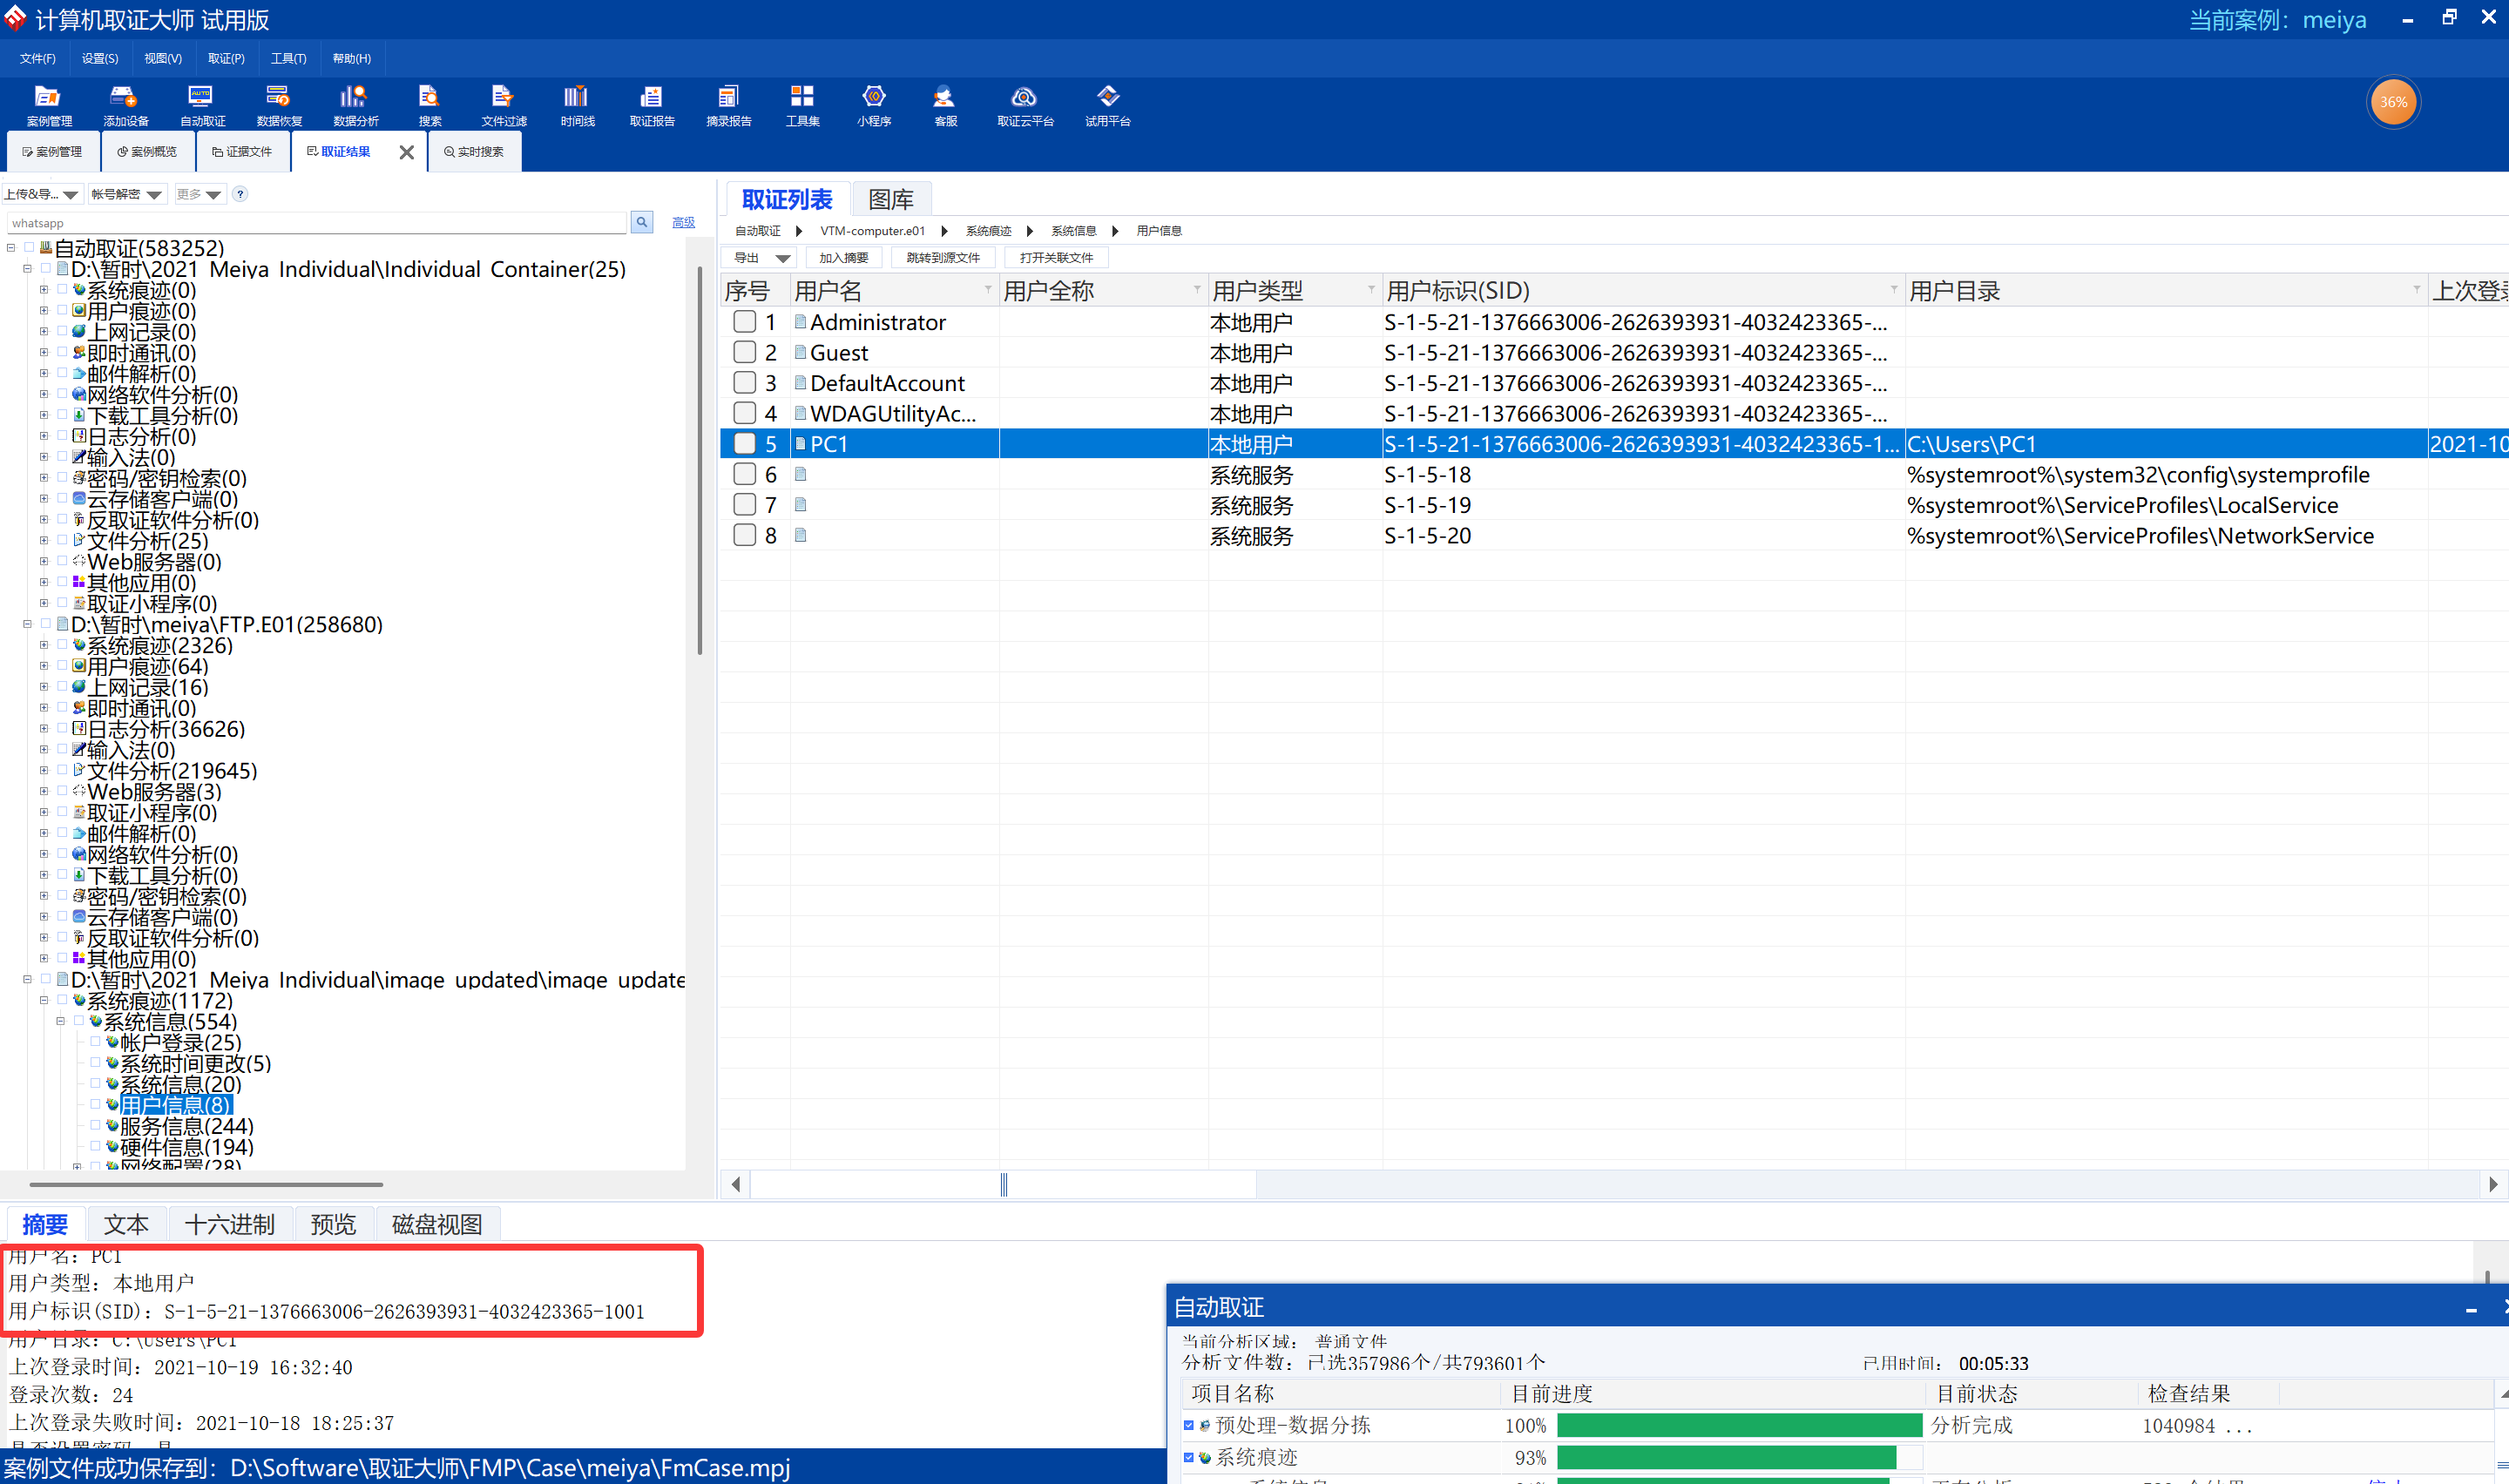 计算机取证大师 试用版
当前案例：meiya
文件(F) 设置(S) 视图(V) 取证(P) 工具(T) 帮助(H)
案例管理 添加设备 自动取证 数据恢复 数据分析 搜索 文件过滤 时间线 取证报告 摘录报告 工具集 小程序 客服 取证云平台 试用平台
36%
案例管理 案例概览 证据文件 取证结果 实时搜索
上传&导... 帐号解密 更多 ?
whatsapp
高级
自动取证(583252)
D:\暂时\2021_Meiya_Individual\Individual_Container(25)
系统痕迹(0)
用户痕迹(0)
上网记录(0)
即时通讯(0)
邮件解析(0)
网络软件分析(0)
下载工具分析(0)
日志分析(0)
输入法(0)
密码/密钥检索(0)
云存储客户端(0)
反取证软件分析(0)
文件分析(25)
Web服务器(0)
其他应用(0)
取证小程序(0)
D:\暂时\meiya\FTP.E01(258680)
系统痕迹(2326)
用户痕迹(64)
上网记录(16)
即时通讯(0)
日志分析(36626)
输入法(0)
文件分析(219645)
Web服务器(3)
取证小程序(0)
邮件解析(0)
网络软件分析(0)
下载工具分析(0)
密码/密钥检索(0)
云存储客户端(0)
反取证软件分析(0)
其他应用(0)
D:\暂时\2021_Meiya_Individual\image_updated\image_update
系统痕迹(1172)
系统信息(554)
帐户登录(25)
系统时间更改(5)
系统信息(20)
用户信息(8)
服务信息(244)
硬件信息(194)
网络配置(28)
取证列表 图库
自动取证 VTM-computer.e01 系统痕迹 系统信息 用户信息
导出 加入摘要 跳转到源文件 打开关联文件
序号 用户名 用户全称 用户类型 用户标识(SID) 用户目录 上次登录
1 Administrator 本地用户 S-1-5-21-1376663006-2626393931-4032423365-...
2 Guest 本地用户 S-1-5-21-1376663006-2626393931-4032423365-...
3 DefaultAccount 本地用户 S-1-5-21-1376663006-2626393931-4032423365-...
4 WDAGUtilityAc... 本地用户 S-1-5-21-1376663006-2626393931-4032423365-...
5 PC1 本地用户 S-1-5-21-1376663006-2626393931-4032423365-1... C:\Users\PC1 2021-10
6 系统服务 S-1-5-18 %systemroot%\system32\config\systemprofile
7 系统服务 S-1-5-19 %systemroot%\ServiceProfiles\LocalService
8 系统服务 S-1-5-20 %systemroot%\ServiceProfiles\NetworkService
摘要 文本 十六进制 预览 磁盘视图
用户名：PC1
用户类型：本地用户
用户标识(SID)：S-1-5-21-1376663006-2626393931-4032423365-1001
用户目录：C:\Users\PC1
上次登录时间：2021-10-19 16:32:40
登录次数：24
上次登录失败时间：2021-10-18 18:25:37
是否设置密码：是
自动取证
当前分析区域： 普通文件
分析文件数：已选357986个/共793601个 已用时间： 00:05:33
项目名称 目前进度 目前状态 检查结果
预处理-数据分拣 100% 分析完成 1040984 ...
系统痕迹 93%
案例文件成功保存到：D:\Software\取证大师\FMP\Case\meiya\FmCase.mpj